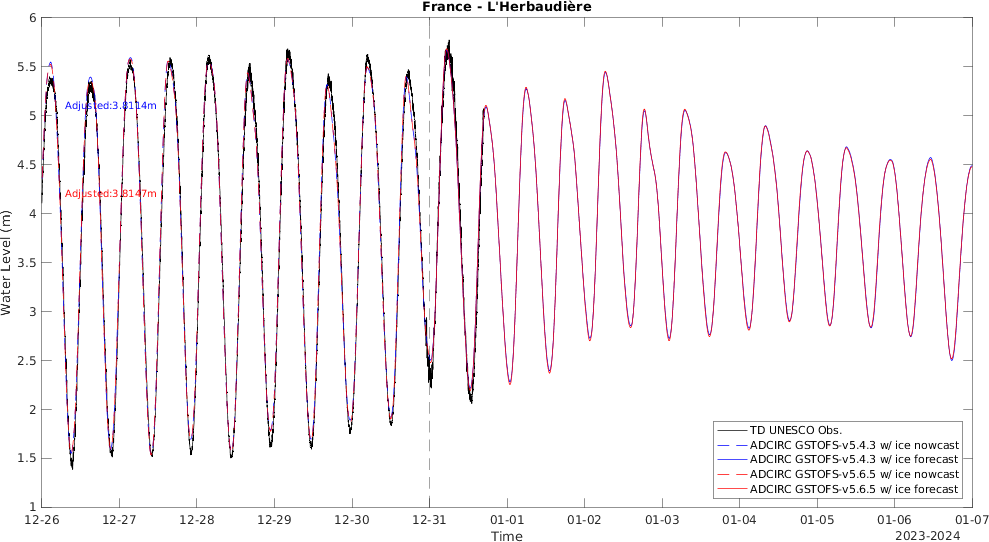 France - L'Herbaudière
6
5.5
5
4.5
4
3.5
3
2.5
2
1.5
1
Water Level (m)
Adjusted:3.8114m
Adjusted:3.8147m
TD UNESCO Obs.
ADCIRC GSTOFS-v5.4.3 w/ ice nowcast
ADCIRC GSTOFS-v5.4.3 w/ ice forecast
ADCIRC GSTOFS-v5.6.5 w/ ice nowcast
ADCIRC GSTOFS-v5.6.5 w/ ice forecast
12-26 12-27 12-28 12-29 12-30 12-31 01-01 01-02 01-03 01-04 01-05 01-06 01-07
Time
2023-2024